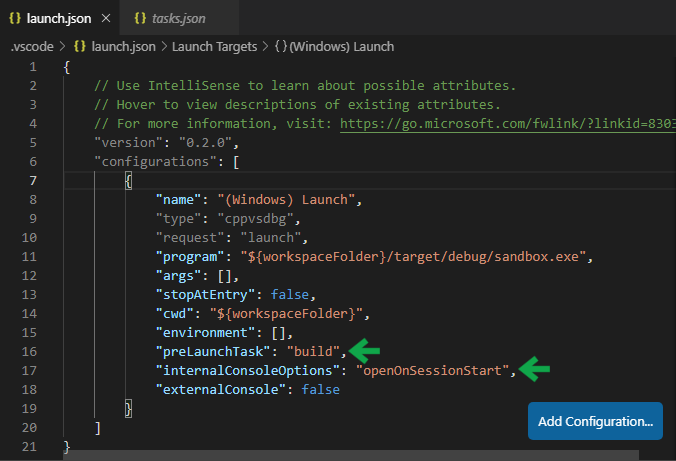 {} launch.json × {} tasks.json
.vscode > {} launch.json > Launch Targets > {} (Windows) Launch
1 {
2 // Use IntelliSense to learn about possible attributes.
3 // Hover to view descriptions of existing attributes.
4 // For more information, visit: https://go.microsoft.com/fwlink/?linkid=8303
5 "version": "0.2.0",
6 "configurations": [
7 {
8 "name": "(Windows) Launch",
9 "type": "cppvsdbg",
10 "request": "launch",
11 "program": "${workspaceFolder}/target/debug/sandbox.exe",
12 "args": [],
13 "stopAtEntry": false,
14 "cwd": "${workspaceFolder}",
15 "environment": [],
16 "preLaunchTask": "build",
17 "internalConsoleOptions": "openOnSessionStart",
18 "externalConsole": false
19 }
20 ]
21 }
Add Configuration...